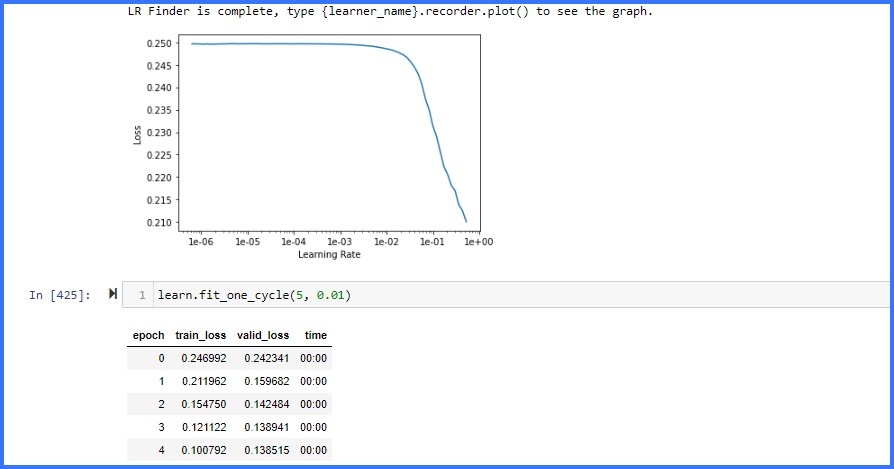 LR Finder is complete, type {learner_name}.recorder.plot() to see the graph.
0.250
0.245
0.240
0.235
0.230
0.225
0.220
0.215
0.210
Loss
1e-06 1e-05 1e-04 1e-03 1e-02 1e-01 1e+00
Learning Rate
In [425]: 1 learn.fit_one_cycle(5, 0.01)
epoch train_loss valid_loss time
0 0.246992 0.242341 00:00
1 0.211962 0.159682 00:00
2 0.154750 0.142484 00:00
3 0.121122 0.138941 00:00
4 0.100792 0.138515 00:00